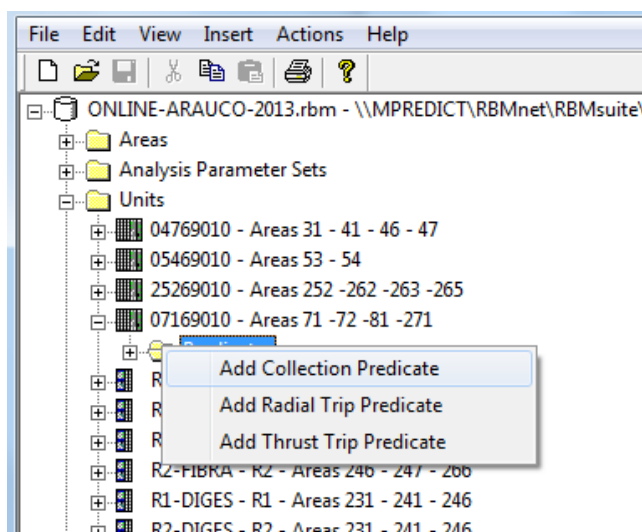 File Edit View Insert Actions Help
ONLINE-ARAUCO-2013.rbm - \\MPREDICT\RBMnet\RBMsuite\
Areas
Analysis Parameter Sets
Units
04769010 - Areas 31 - 41 - 46 - 47
05469010 - Areas 53 - 54
25269010 - Areas 252 -262 -263 -265
07169010 - Areas 71 -72 -81 -271
Add Collection Predicate
R
Add Radial Trip Predicate
R
Add Thrust Trip Predicate
R
R2-FIBRA - R2 - Areas 246 - 247 - 266
R1-DIGES - R1 - Areas 231 - 241 - 246
R2-DIGES - R2 - Areas 231 - 241 - 246